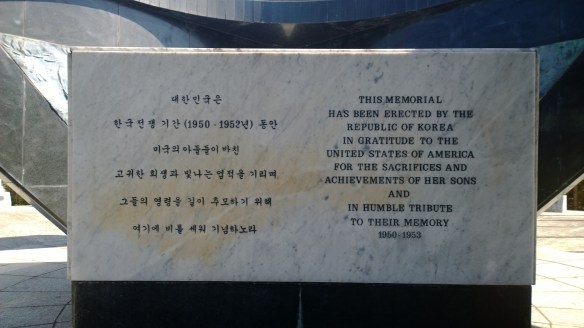 대한민국은
한국전쟁 기간 (1950 - 1952년) 동안
미국의 아들들이 바친
고귀한 희생과 빛나는 업적을 기리며
그들의 영령을 길이 추모하기 위해
여기에 비를 세워 기념하노라
THIS MEMORIAL
HAS BEEN ERECTED BY THE
REPUBLIC OF KOREA
IN GRATITUDE TO THE
UNITED STATES OF AMERICA
FOR THE SACRIFICES AND
ACHIEVEMENTS OF HER SONS
AND
IN HUMBLE TRIBUTE
TO THEIR MEMORY
1950-1953